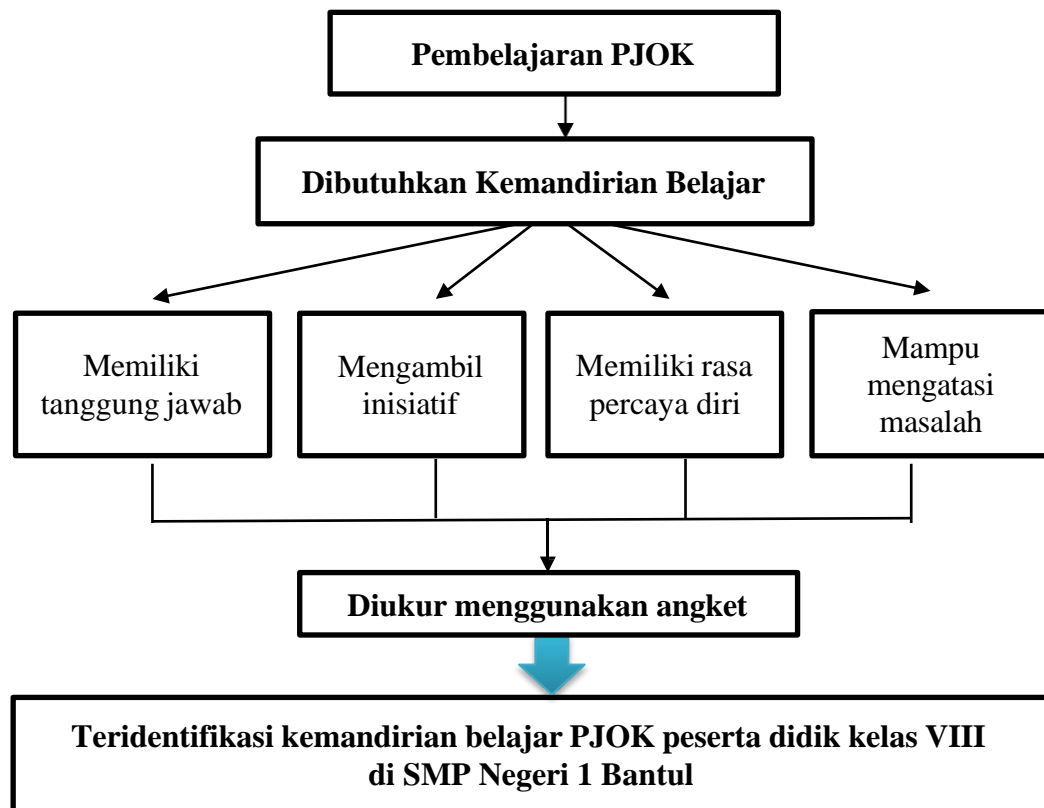 Pembelajaran PJOK
Dibutuhkan Kemandirian Belajar
Memiliki
tanggung jawab
Mengambil
inisiatif
Memiliki rasa
percaya diri
Mampu
mengatasi
masalah
Diukur menggunakan angket
Teridentifikasi kemandirian belajar PJOK peserta didik kelas VIII
di SMP Negeri 1 Bantul